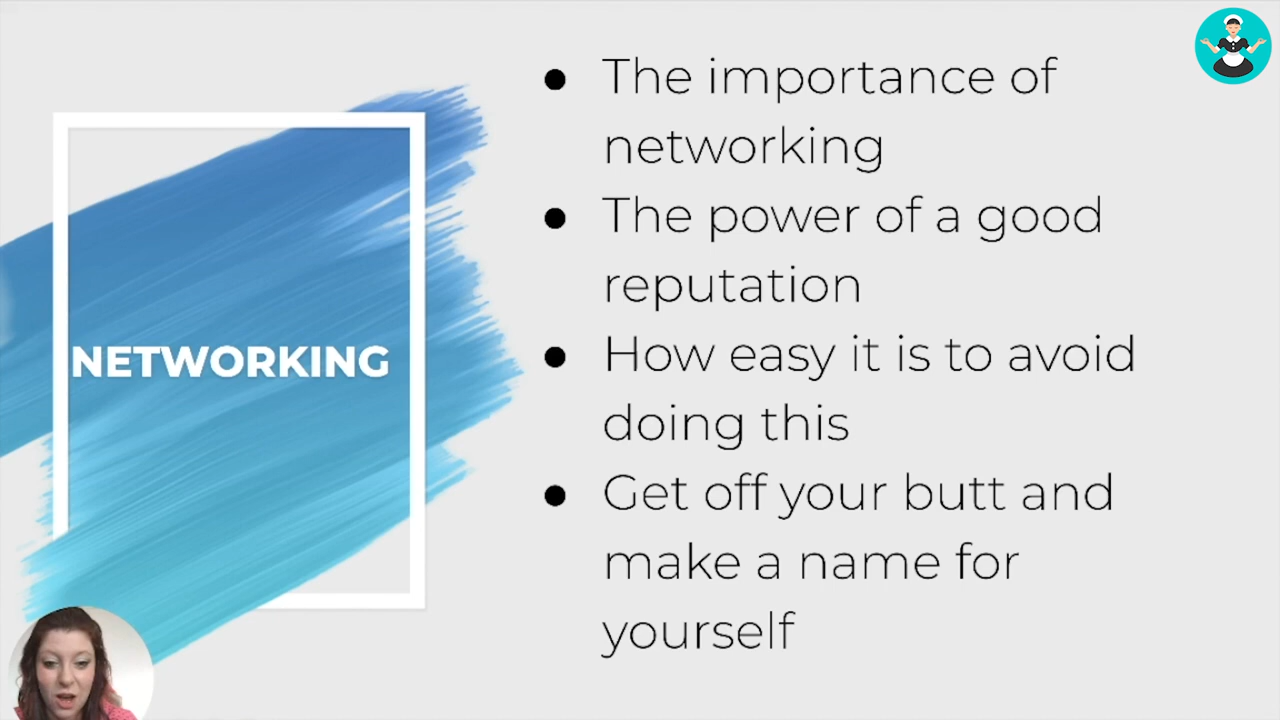 NETWORKING
● The importance of
networking
● The power of a good
reputation
● How easy it is to avoid
doing this
● Get off your butt and
make a name for
yourself